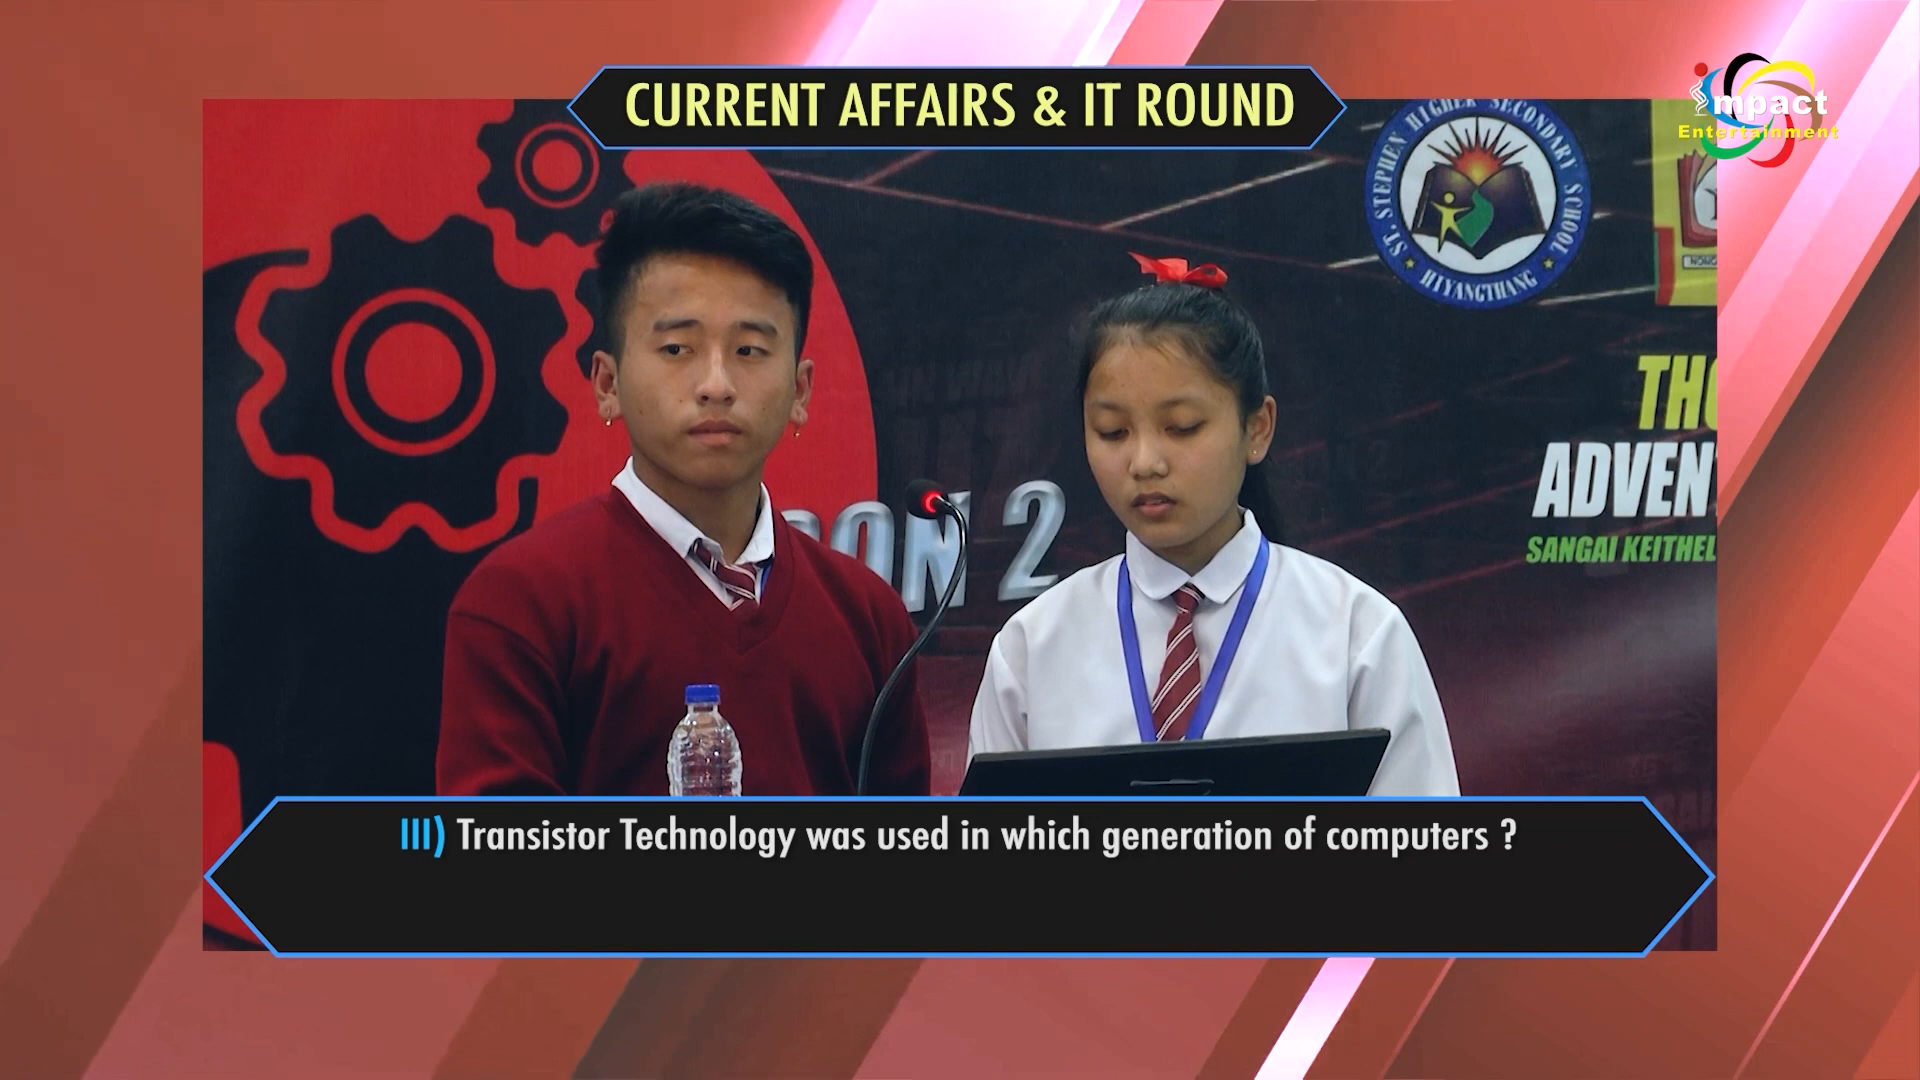 CURRENT AFFAIRS & IT ROUND
impact
Entertainment
ST. STEPHEN HIGHER SECONDARY SCHOOL
HIYANGTHANG
THO
ADVEN
SANGAI KEITHEL
SON 2
III) Transistor Technology was used in which generation of computers ?